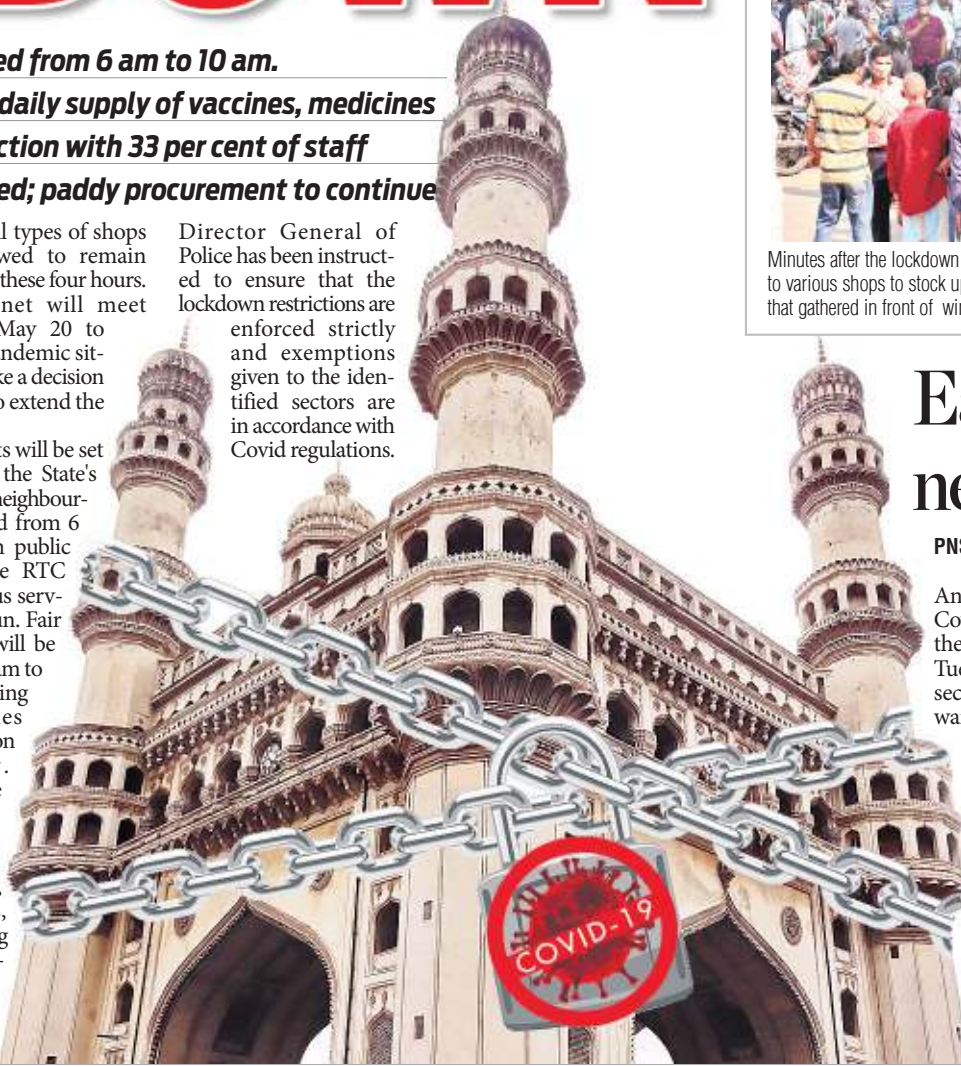 DOWN
ed from 6 am to 10 am.
daily supply of vaccines, medicines
ction with 33 per cent of staff
ed; paddy procurement to continue
l types of shops
wed to remain
these four hours.
net will meet
May 20 to
ndemic sit-
ke a decision
o extend the
ts will be set
the State's
neighbour-
d from 6
n public
e RTC
us serv-
un. Fair
will be
am to
ing
es
on
.
e
,
g
-
Director General of
Police has been instruct-
ed to ensure that the
lockdown restrictions are
enforced strictly
and exemptions
given to the iden-
tified sectors are
in accordance with
Covid regulations.
COVID-19
Minutes after the lockdown
to various shops to stock up
that gathered in front of wi
E
ne
PNS
An
Co
the
Tue
sec
wa